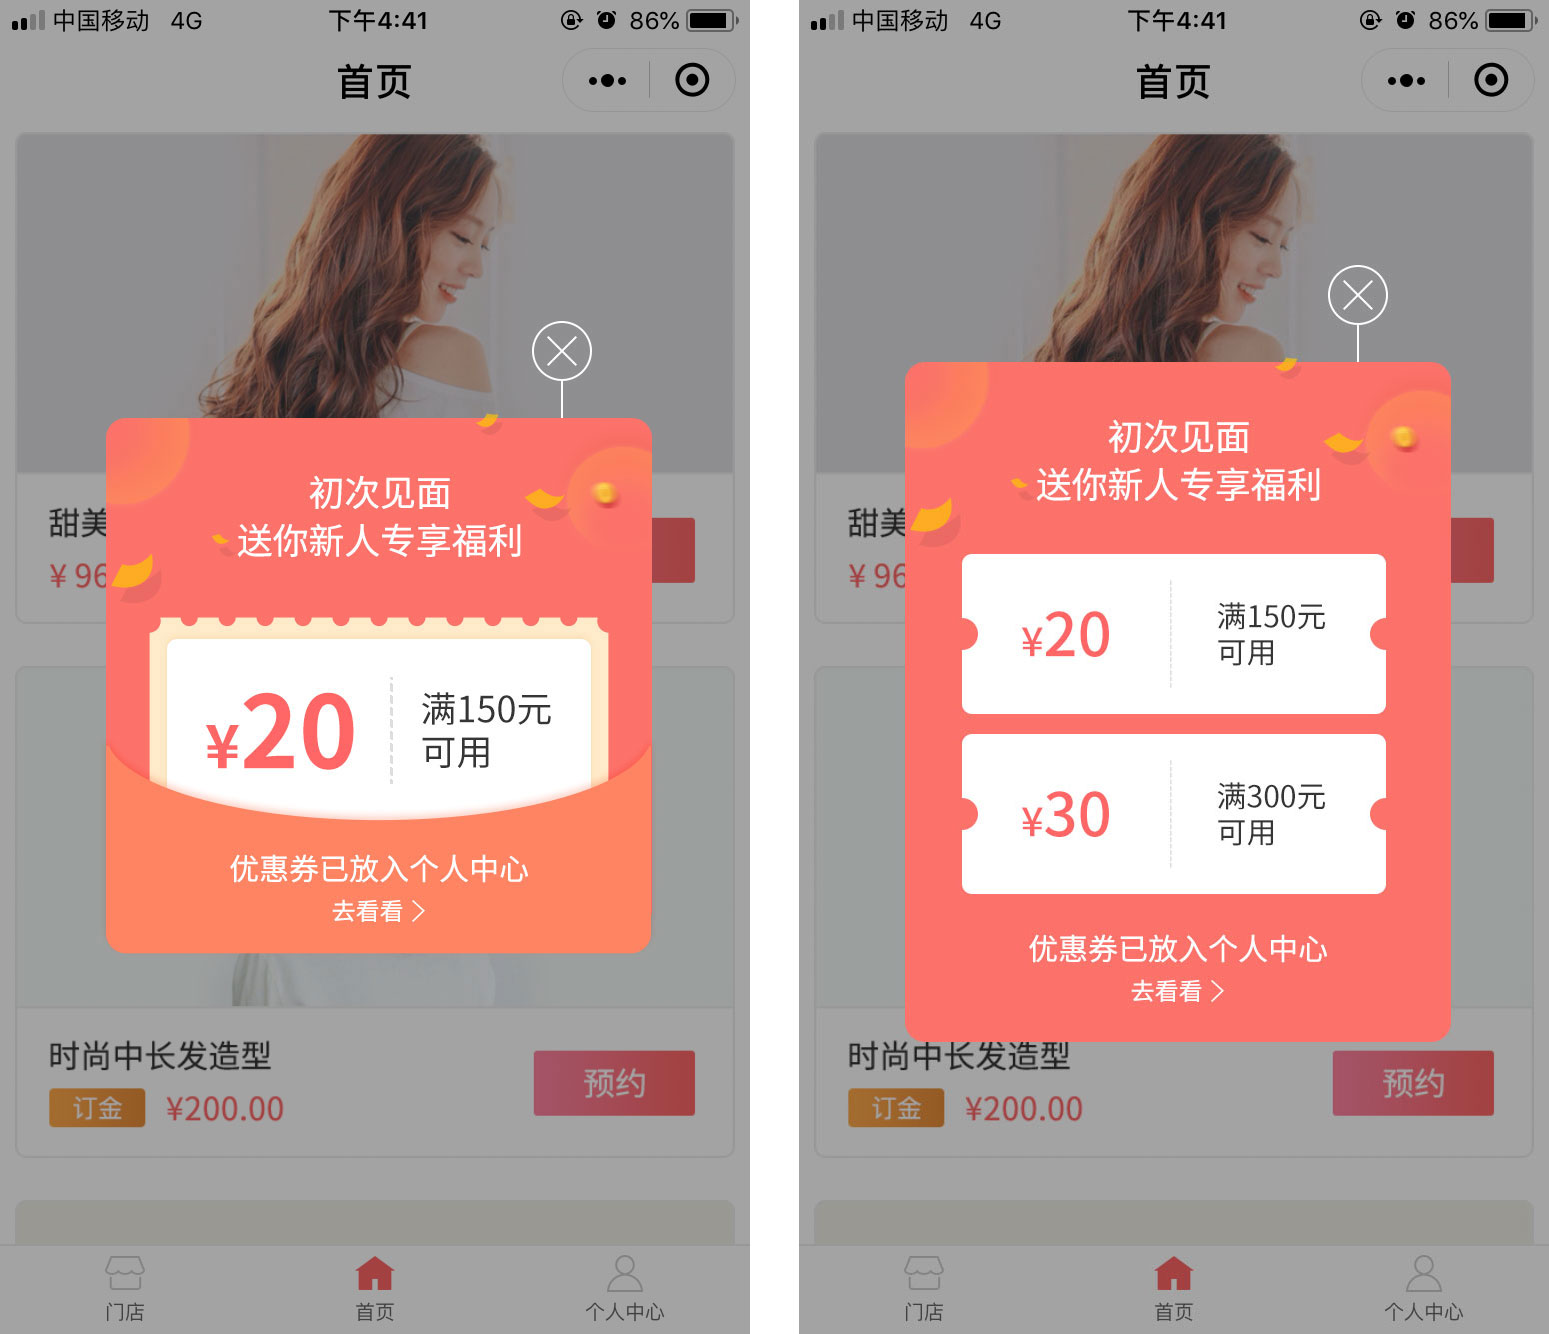 中国移动 4G 下午4:41 86%
首页
初次见面
送你新人专享福利
甜美
¥ 96
¥20 满150元
可用
优惠券已放入个人中心
去看看
时尚中长发造型
订金 ¥200.00 预约
门店 首页 个人中心
中国移动 4G 下午4:41 86%
首页
初次见面
送你新人专享福利
甜美
¥ 96
¥20 满150元
可用
¥30 满300元
可用
优惠券已放入个人中心
去看看
时尚中长发造型
订金 ¥200.00 预约
门店 首页 个人中心